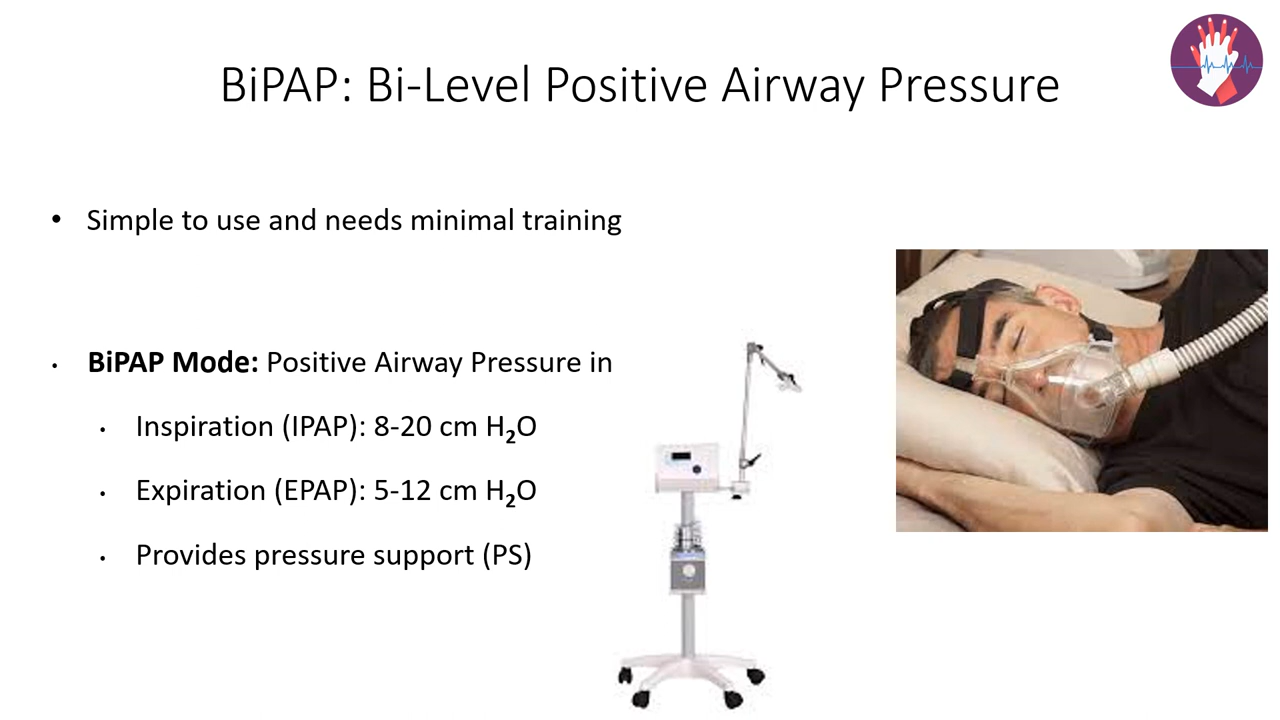 BiPAP: Bi-Level Positive Airway Pressure
• Simple to use and needs minimal training
• BiPAP Mode: Positive Airway Pressure in
• Inspiration (IPAP): 8-20 cm H₂O
• Expiration (EPAP): 5-12 cm H₂O
• Provides pressure support (PS)